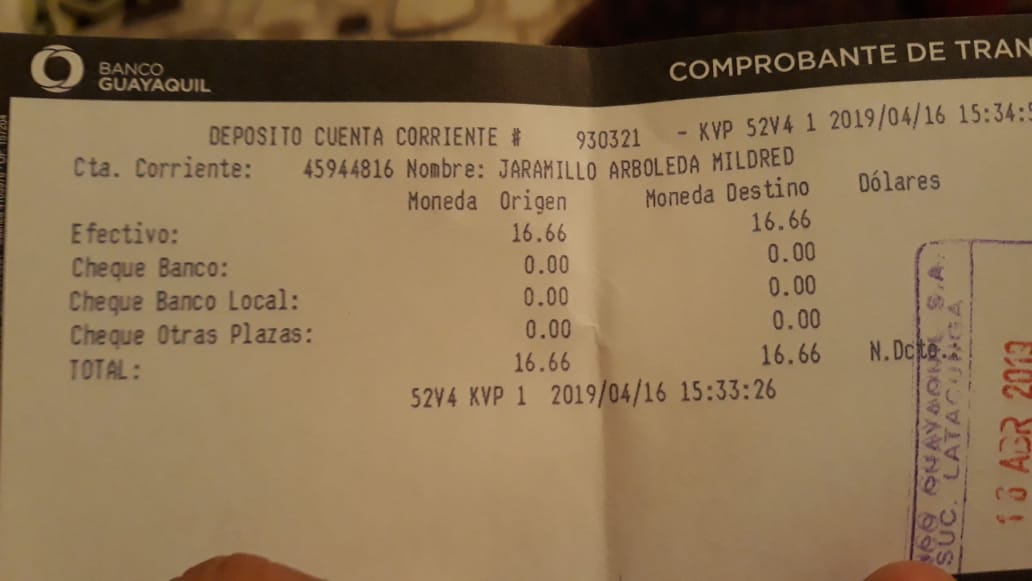 BANCO
GUAYAQUIL
COMPROBANTE DE TRAN
DEPOSITO CUENTA CORRIENTE # 930321 - KVP 52V4 1 2019/04/16 15:34:5
Cta. Corriente: 45944816 Nombre: JARAMILLO ARBOLEDA MILDRED
Moneda Origen Moneda Destino Dólares
Efectivo: 16.66 16.66
Cheque Banco: 0.00 0.00
Cheque Banco Local: 0.00 0.00
Cheque Otras Plazas: 0.00 0.00
TOTAL: 16.66 16.66 N.Dcto.
52V4 KVP 1 2019/04/16 15:33:26
GUAYAQUIL S.A.
SUC. LATACUNGA
16 ABR 2019